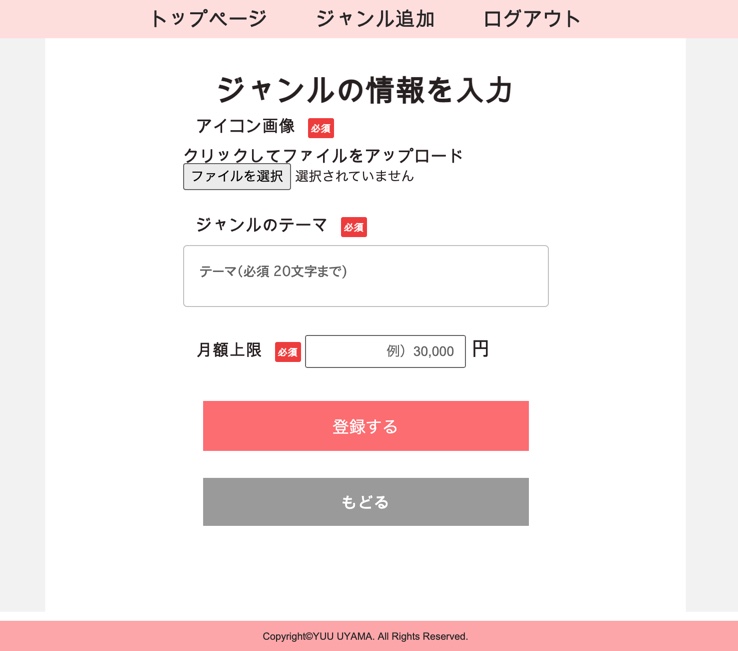 トップページ ジャンル追加 ログアウト
ジャンルの情報を入力
アイコン画像 必須
クリックしてファイルをアップロード
ファイルを選択 選択されていません
ジャンルのテーマ 必須
テーマ(必須 20文字まで)
月額上限 必須 例）30,000 円
登録する
もどる
Copyright©YUU UYAMA. All Rights Reserved.